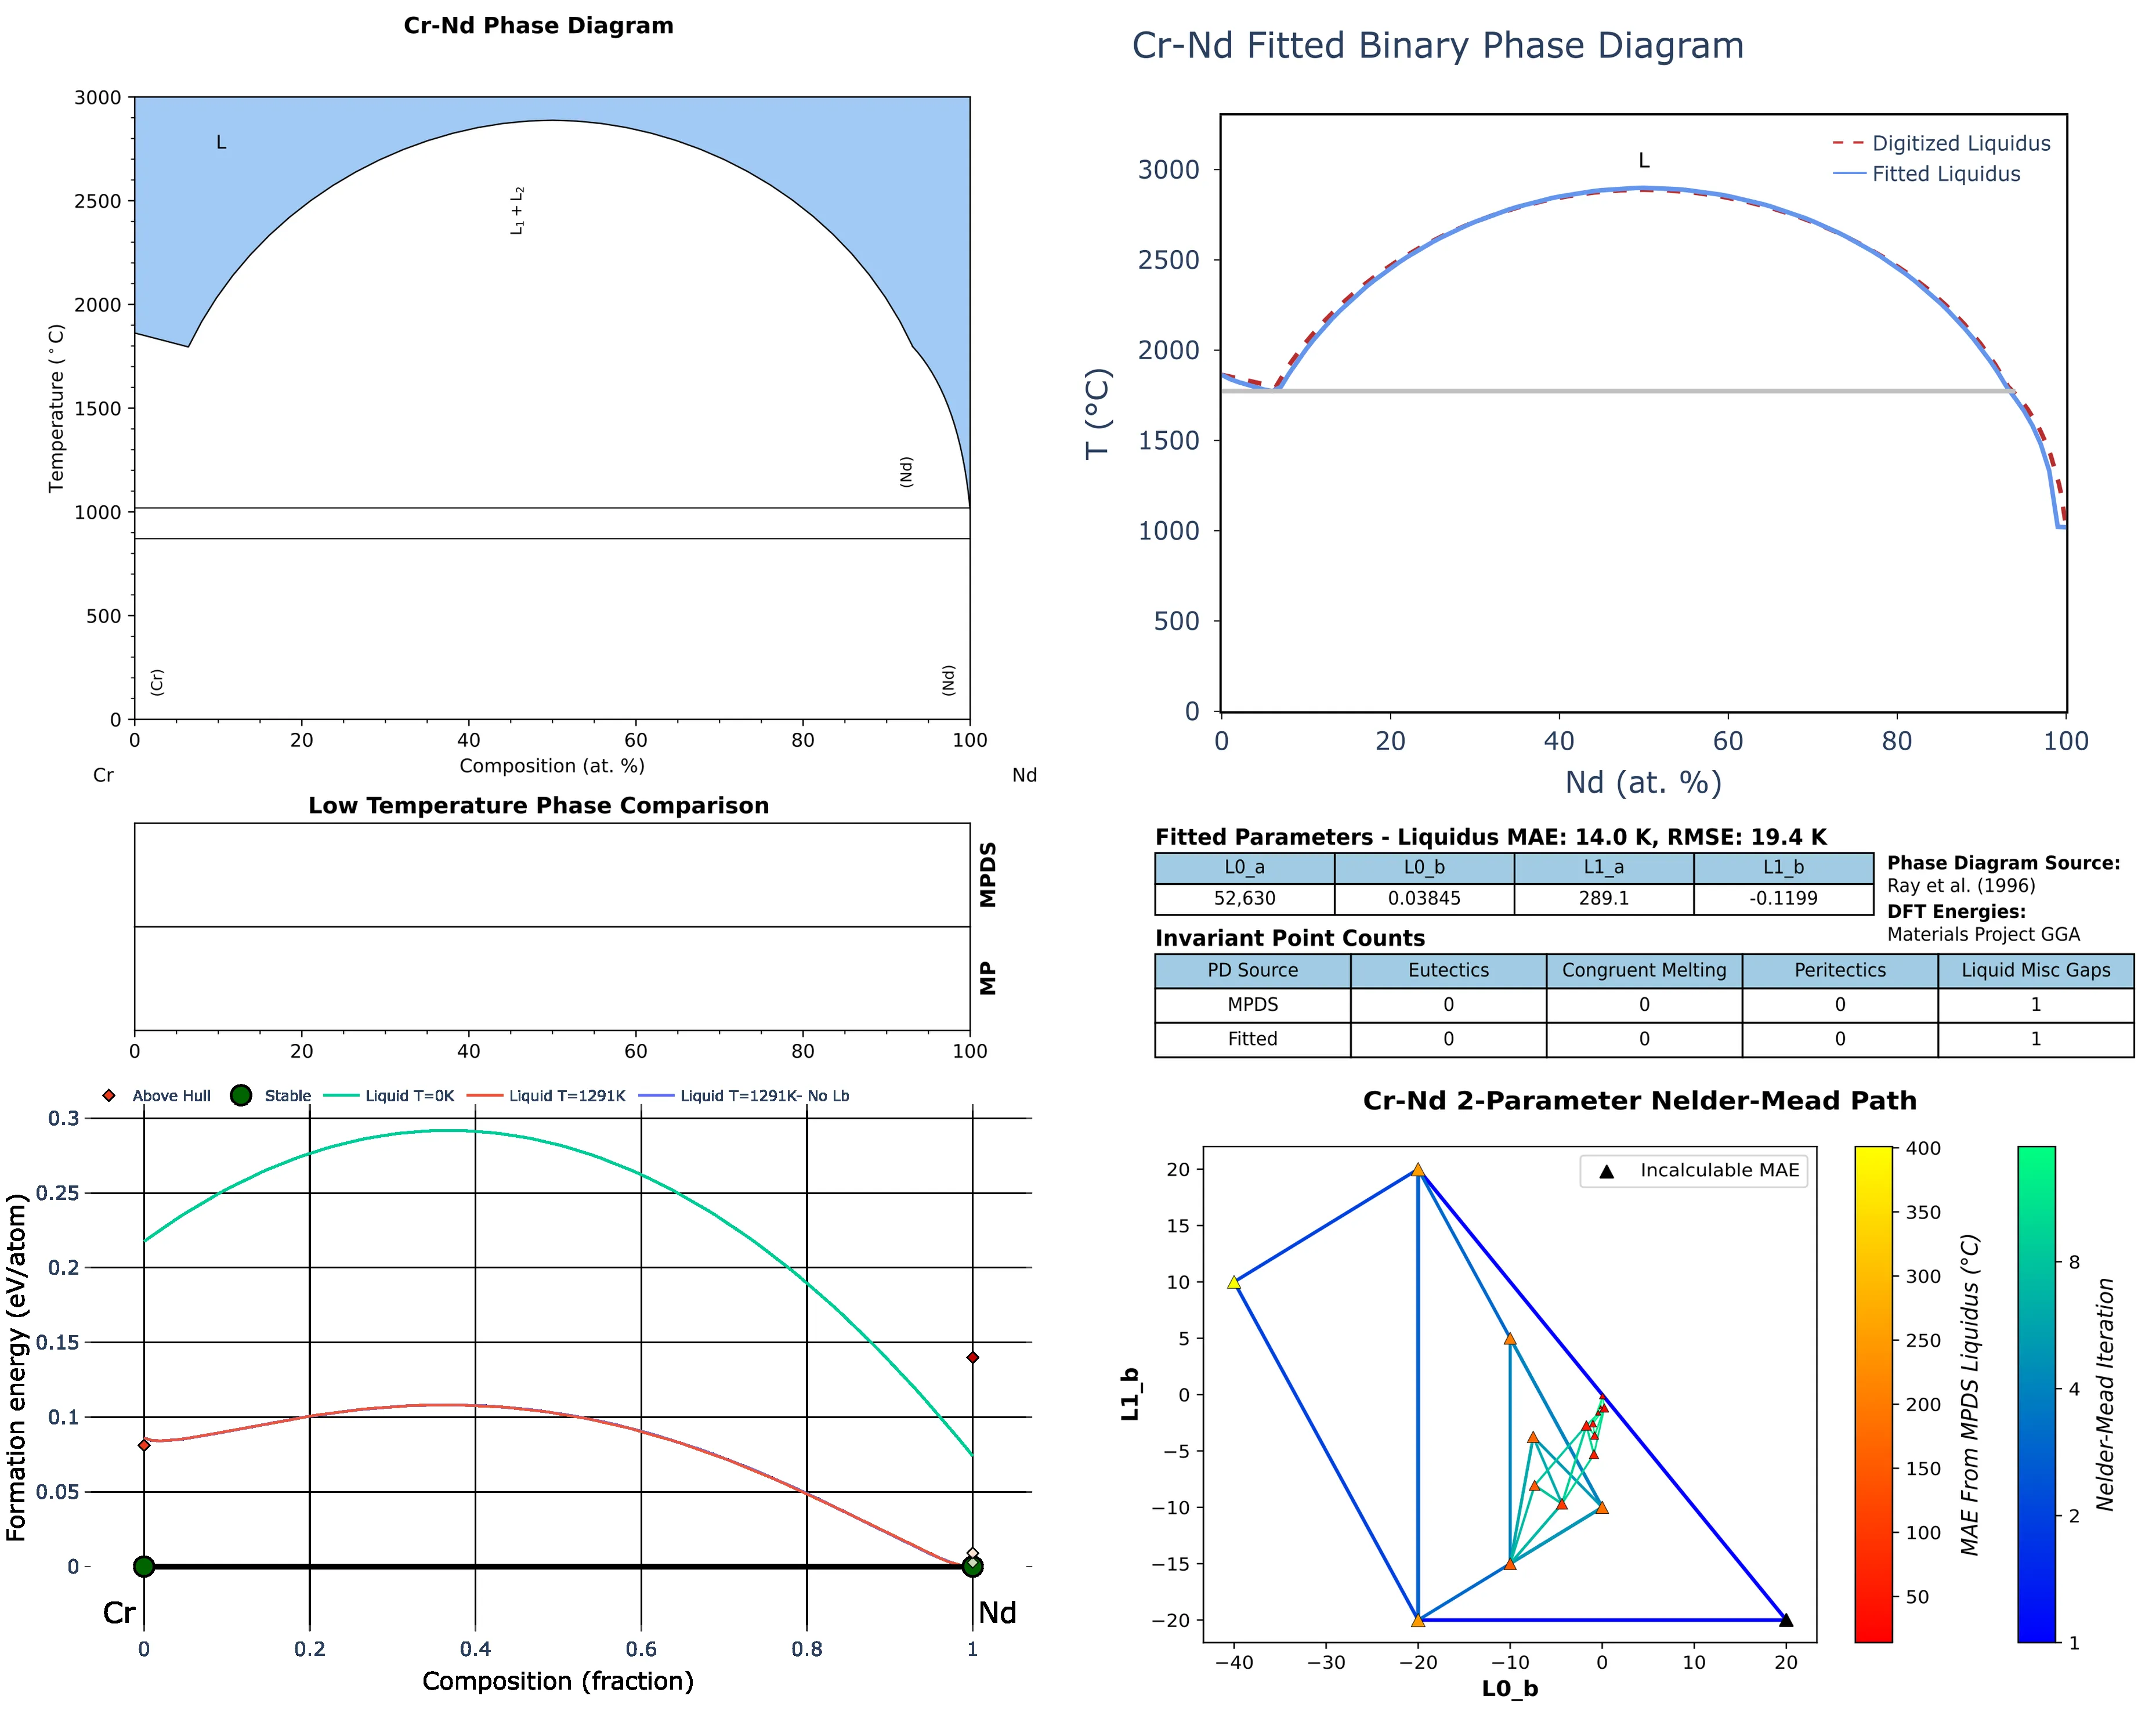 Cr-Nd Phase Diagram
3000
2500
2000
1500
1000
500
0
Temperature (°C)
L
L1 + L2
(Nd)
(Cr)
(Nd)
0 20 40 60 80 100
Composition (at. %)
Cr
Nd
Cr-Nd Fitted Binary Phase Diagram
L
Digitized Liquidus
Fitted Liquidus
3000
2500
2000
1500
1000
500
0
T (°C)
0 20 40 60 80 100
Nd (at. %)
Low Temperature Phase Comparison
MPDS
MP
0 20 40 60 80 100
Fitted Parameters - Liquidus MAE: 14.0 K, RMSE: 19.4 K
L0_a L0_b L1_a L1_b
52,630 0.03845 289.1 -0.1199
Phase Diagram Source:
Ray et al. (1996)
DFT Energies:
Materials Project GGA
Invariant Point Counts
PD Source Eutectics Congruent Melting Peritectics Liquid Misc Gaps
MPDS 0 0 0 1
Fitted 0 0 0 1
Above Hull Stable Liquid T=0K Liquid T=1291K Liquid T=1291K- No Lb
0.3
0.25
0.2
0.15
0.1
0.05
0
Formation energy (eV/atom)
Cr
Nd
0 0.2 0.4 0.6 0.8 1
Composition (fraction)
Cr-Nd 2-Parameter Nelder-Mead Path
Incalculable MAE
20
15
10
5
0
−5
−10
−15
−20
L1_b
−40 −30 −20 −10 0 10 20
L0_b
400
350
300
250
200
150
100
50
MAE From MPDS Liquidus (°C)
8
4
2
1
Nelder-Mead Iteration